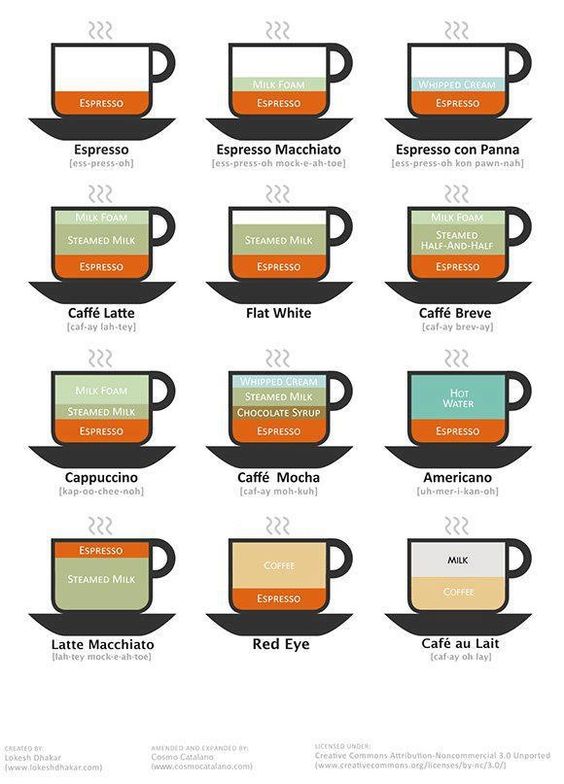 ESPRESSO
Espresso
[ess-press-oh]
MILK FOAM
ESPRESSO
Espresso Macchiato
[ess-press-oh mock-e-ah-toe]
WHIPPED CREAM
ESPRESSO
Espresso con Panna
[ess-press-oh kon pawn-nah]
MILK FOAM
STEAMED MILK
ESPRESSO
Caffé Latte
[caf-ay lah-tey]
STEAMED MILK
ESPRESSO
Flat White
MILK FOAM
STEAMED
HALF-AND-HALF
ESPRESSO
Caffé Breve
[caf-ay brev-ay]
MILK FOAM
STEAMED MILK
ESPRESSO
Cappuccino
[kap-oo-chee-noh]
WHIPPED CREAM
STEAMED MILK
CHOCOLATE SYRUP
ESPRESSO
Caffé Mocha
[caf-ay moh-kuh]
HOT
WATER
ESPRESSO
Americano
[uh-mer-i-kan-oh]
ESPRESSO
STEAMED MILK
Latte Macchiato
[lah-tey mock-e-ah-toe]
COFFEE
ESPRESSO
Red Eye
MILK
COFFEE
Café au Lait
[caf-ay oh lay]
CREATED BY:
Lokesh Dhakar
(www.lokeshdhakar.com)
AMENDED AND EXPANDED BY:
Cosmo Catalano
(www.cosmocatalano.com)
LICENSED UNDER:
Creative Commons Attribution-Noncommercial 3.0 Unported
(www.creativecommons.org/licenses/by-nc/3.0/)